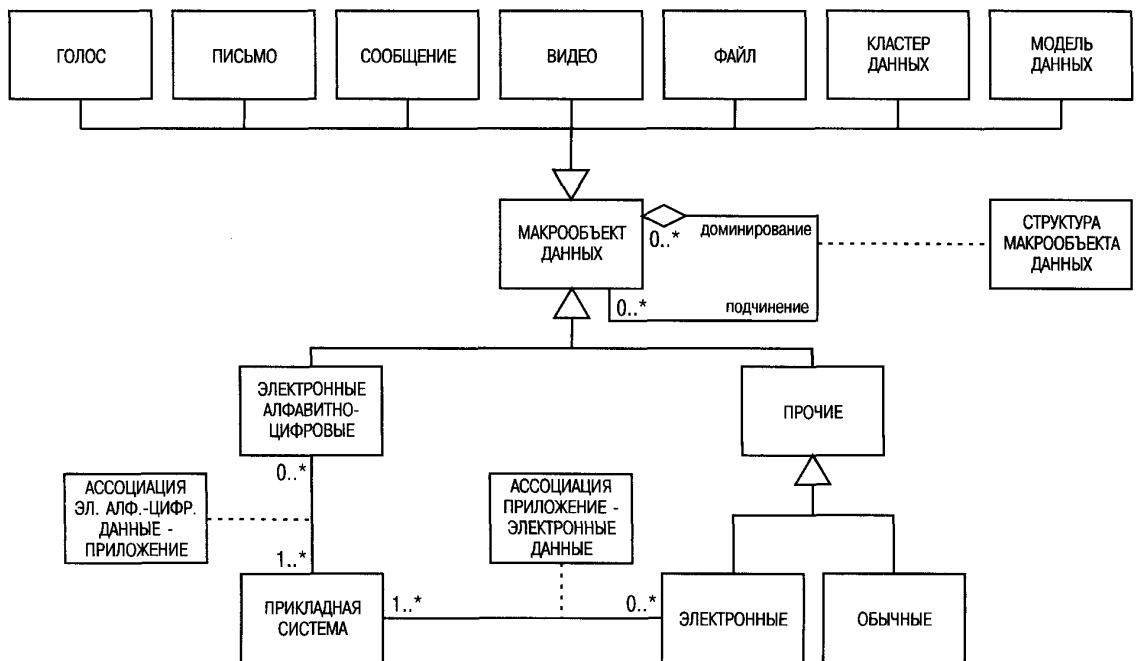 ГОЛОС
ПИСЬМО
СООБЩЕНИЕ
ВИДЕО
ФАЙЛ
КЛАСТЕР
ДАННЫХ
МОДЕЛЬ
ДАННЫХ
МАКРООБЪЕКТ
ДАННЫХ
0..*
доминирование
0..*
подчинение
СТРУКТУРА
МАКРООБЪЕКТА
ДАННЫХ
ЭЛЕКТРОННЫЕ
АЛФАВИТНО-
ЦИФРОВЫЕ
ПРОЧИЕ
0..*
АССОЦИАЦИЯ
ЭЛ. АЛФ.-ЦИФР.
ДАННЫЕ -
ПРИЛОЖЕНИЕ
1..*
АССОЦИАЦИЯ
ПРИЛОЖЕНИЕ -
ЭЛЕКТРОННЫЕ
ДАННЫЕ
ПРИКЛАДНАЯ
СИСТЕМА
1..*
0..*
ЭЛЕКТРОННЫЕ
ОБЫЧНЫЕ